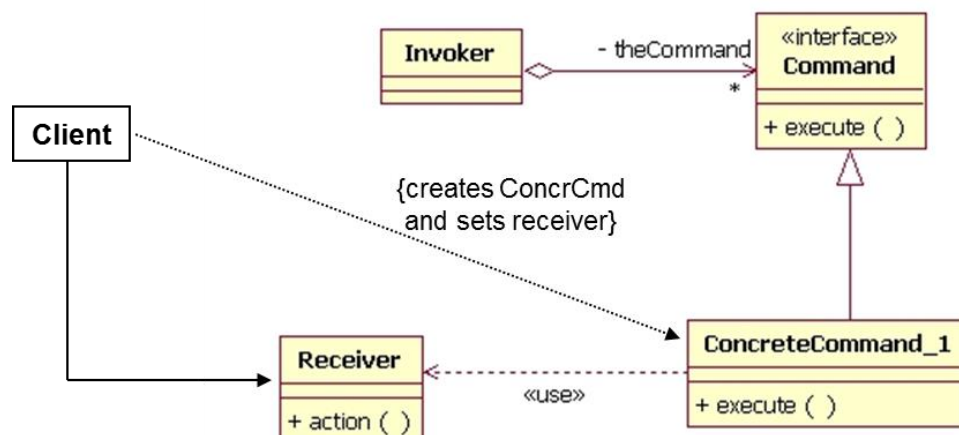 Invoker
- theCommand
*
«interface»
Command
+ execute ( )
Client
{creates ConcrCmd
and sets receiver}
Receiver
+ action ( )
«use»
ConcreteCommand_1
+ execute ( )